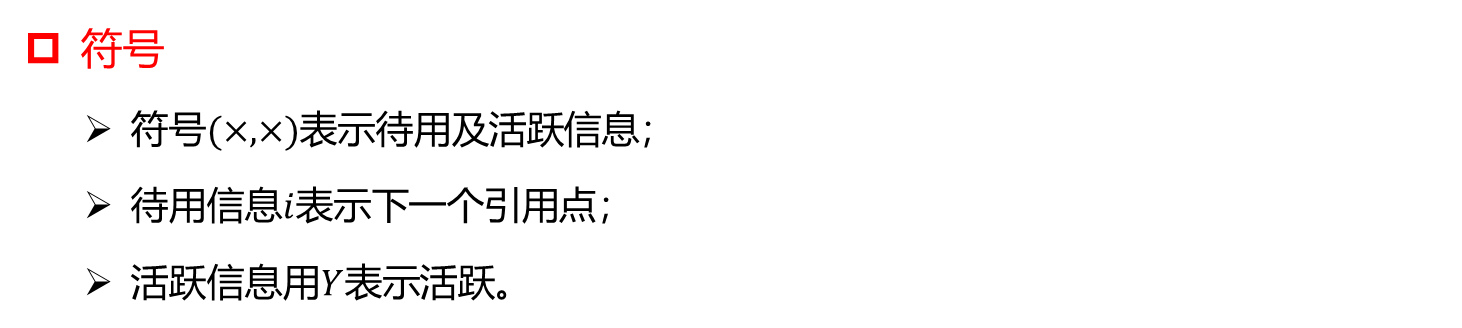 符号
符号(×,×)表示待用及活跃信息；
待用信息i表示下一个引用点；
活跃信息用Y表示活跃。